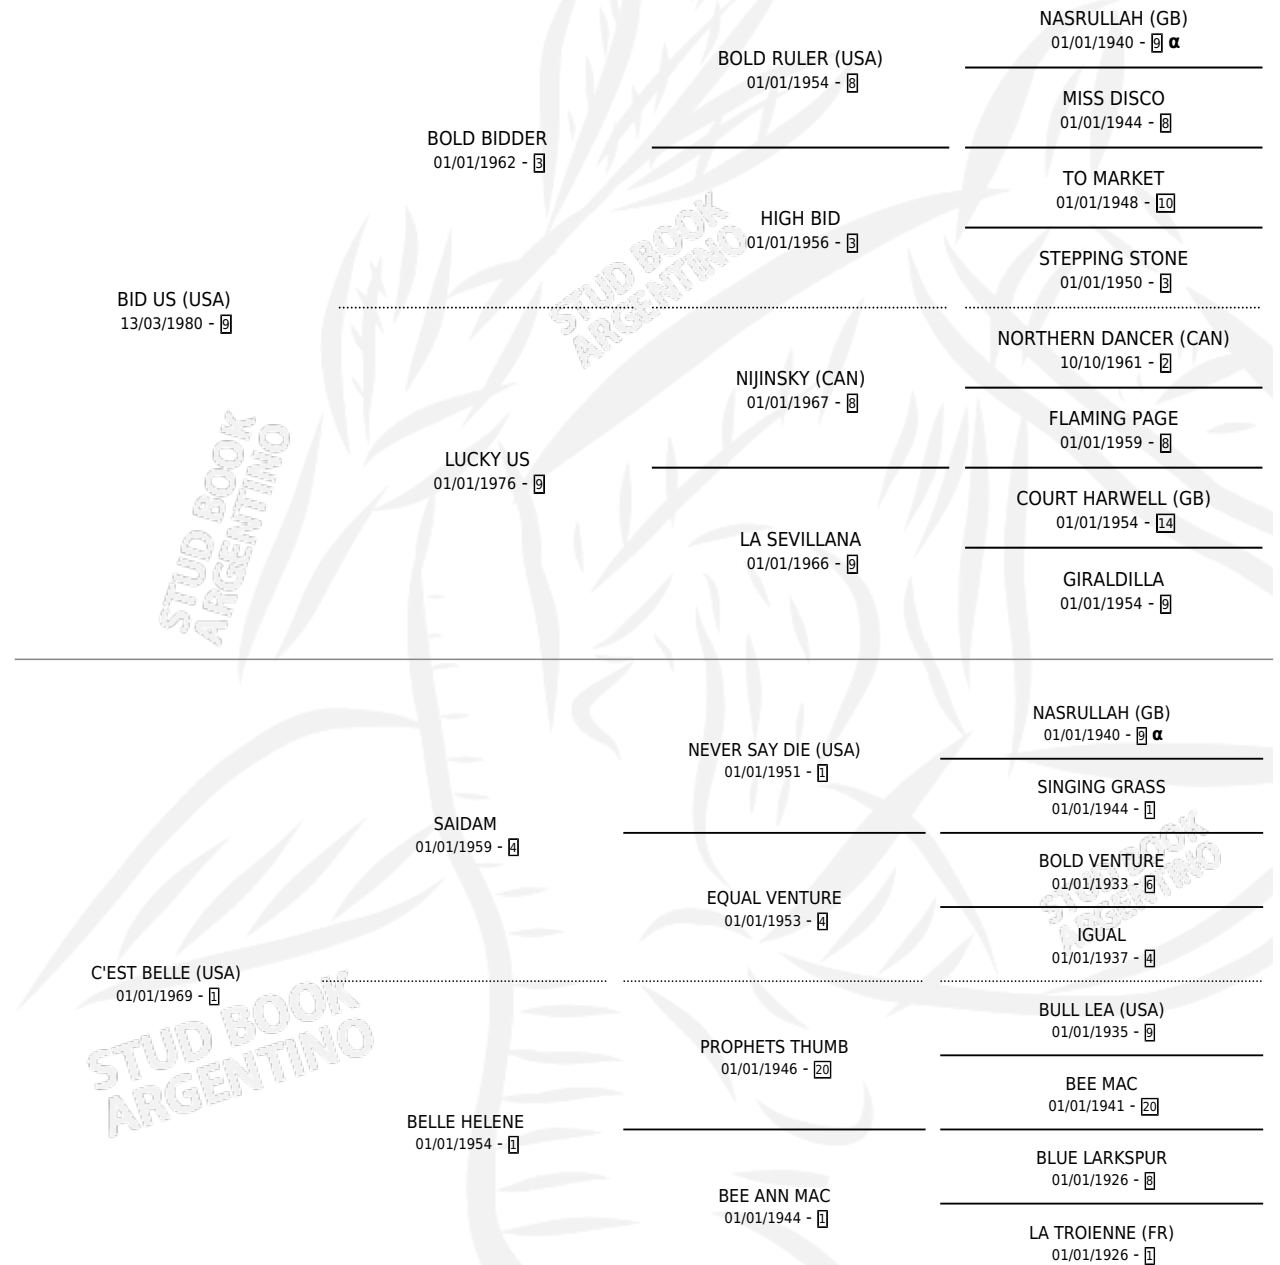 NASRULLAH (GB)
01/01/1940 - 9 α
BOLD RULER (USA)
01/01/1954 - 8
MISS DISCO
01/01/1944 - 8
BOLD BIDDER
01/01/1962 - 3
TO MARKET
01/01/1948 - 10
HIGH BID
01/01/1956 - 3
STEPPING STONE
01/01/1950 - 3
BID US (USA)
13/03/1980 - 9
NORTHERN DANCER (CAN)
10/10/1961 - 2
NIJINSKY (CAN)
01/01/1967 - 8
FLAMING PAGE
01/01/1959 - 8
LUCKY US
01/01/1976 - 9
COURT HARWELL (GB)
01/01/1954 - 14
LA SEVILLANA
01/01/1966 - 9
GIRALDILLA
01/01/1954 - 9
STUD BOOK
ARGENTINO
STUD BOOK
ARGENTINO
NASRULLAH (GB)
01/01/1940 - 9 α
NEVER SAY DIE (USA)
01/01/1951 - 1
SINGING GRASS
01/01/1944 - 1
SAIDAM
01/01/1959 - 4
BOLD VENTURE
01/01/1933 - 6
EQUAL VENTURE
01/01/1953 - 4
IGUAL
01/01/1937 - 4
C'EST BELLE (USA)
01/01/1969 - 1
BULL LEA (USA)
01/01/1935 - 9
PROPHETS THUMB
01/01/1946 - 20
BEE MAC
01/01/1941 - 20
BELLE HELENE
01/01/1954 - 1
BLUE LARKSPUR
01/01/1926 - 8
BEE ANN MAC
01/01/1944 - 1
LA TROIENNE (FR)
01/01/1926 - 1
STUD BOOK
ARGENTINO
STUD BOOK
ARGENTINO